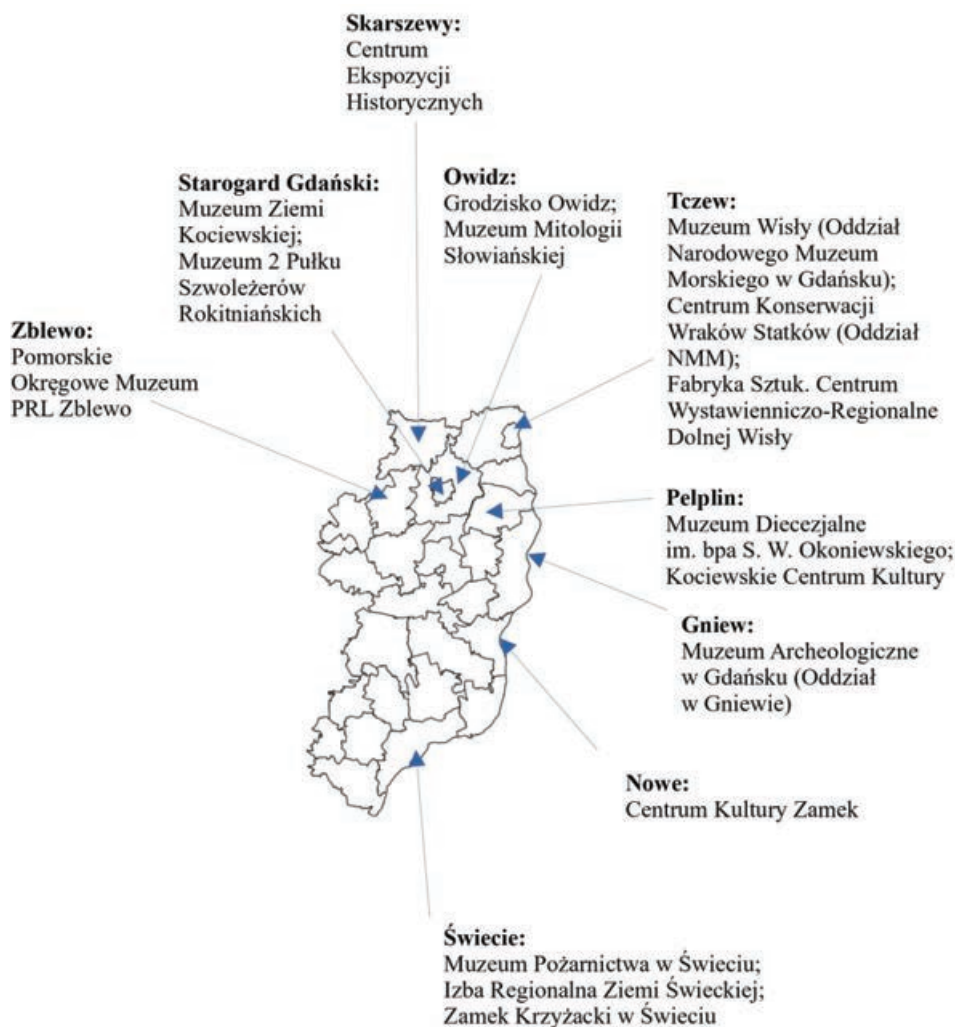 Skarszewy:
Centrum
Ekspozycji
Historycznych
Starogard Gdański:
Muzeum Ziemi
Kociewskiej;
Muzeum 2 Pułku
Szwoleżerów
Rokitniańskich
Owidz:
Grodzisko Owidz;
Muzeum Mitologii
Słowiańskiej
Tczew:
Muzeum Wisły (Oddział
Narodowego Muzeum
Morskiego w Gdańsku);
Centrum Konserwacji
Wraków Statków (Oddział
NMM);
Fabryka Sztuk. Centrum
Wystawienniczo-Regionalne
Dolnej Wisły
Zblewo:
Pomorskie
Okręgowe Muzeum
PRL Zblewo
Pelplin:
Muzeum Diecezjalne
im. bpa S. W. Okoniewskiego;
Kociewskie Centrum Kultury
Gniew:
Muzeum Archeologiczne
w Gdańsku (Oddział
w Gniewie)
Nowe:
Centrum Kultury Zamek
Świecie:
Muzeum Pożarnictwa w Świeciu;
Izba Regionalna Ziemi Świeckiej;
Zamek Krzyżacki w Świeciu